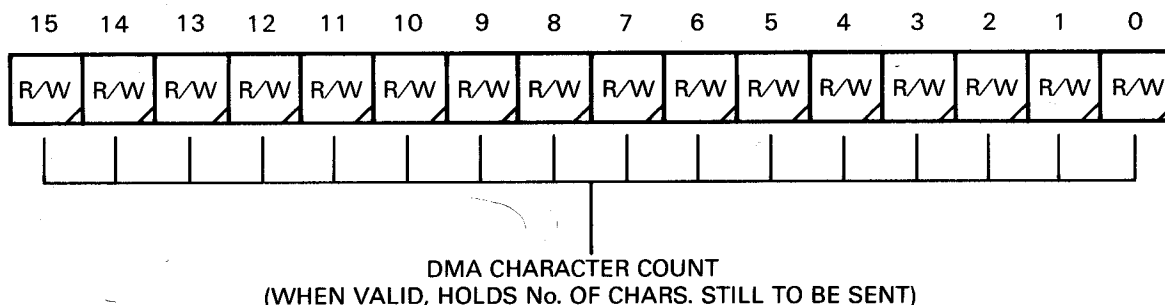 15 14 13 12 11 10 9 8 7 6 5 4 3 2 1 0
R/W R/W R/W R/W R/W R/W R/W R/W R/W R/W R/W R/W R/W R/W R/W R/W
DMA CHARACTER COUNT
(WHEN VALID, HOLDS No. OF CHARS. STILL TO BE SENT)